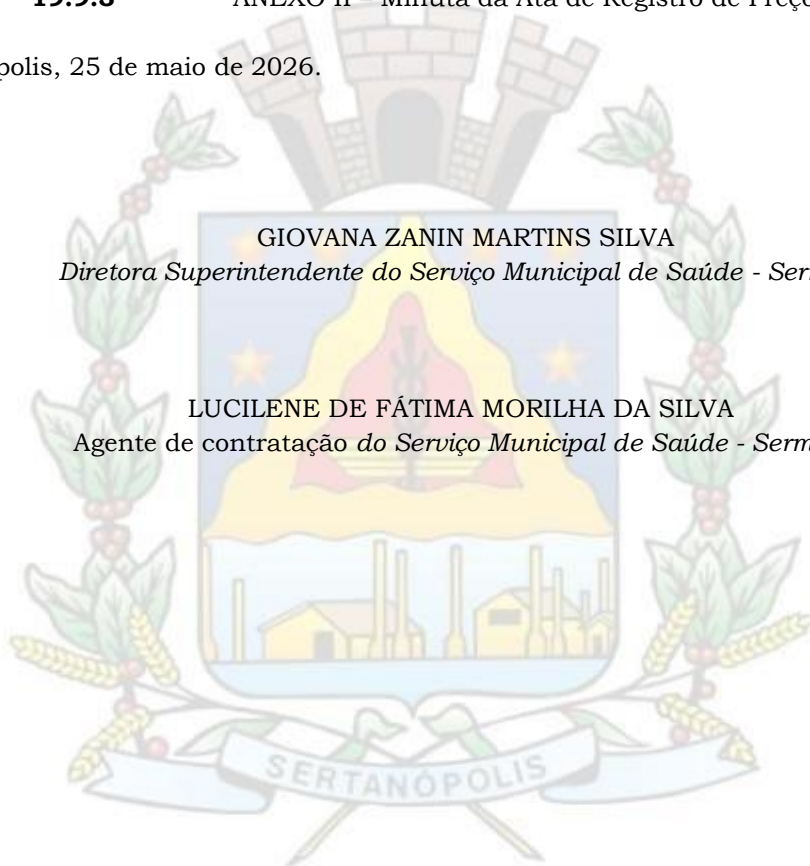 19.9.8 ANEXO II – Minuta da Ata de Registro de Preço
polis, 25 de maio de 2026.
GIOVANA ZANIN MARTINS SILVA
Diretora Superintendente do Serviço Municipal de Saúde - Ser
LUCILENE DE FÁTIMA MORILHA DA SILVA
Agente de contratação do Serviço Municipal de Saúde - Serm
SERTANÓPOLIS